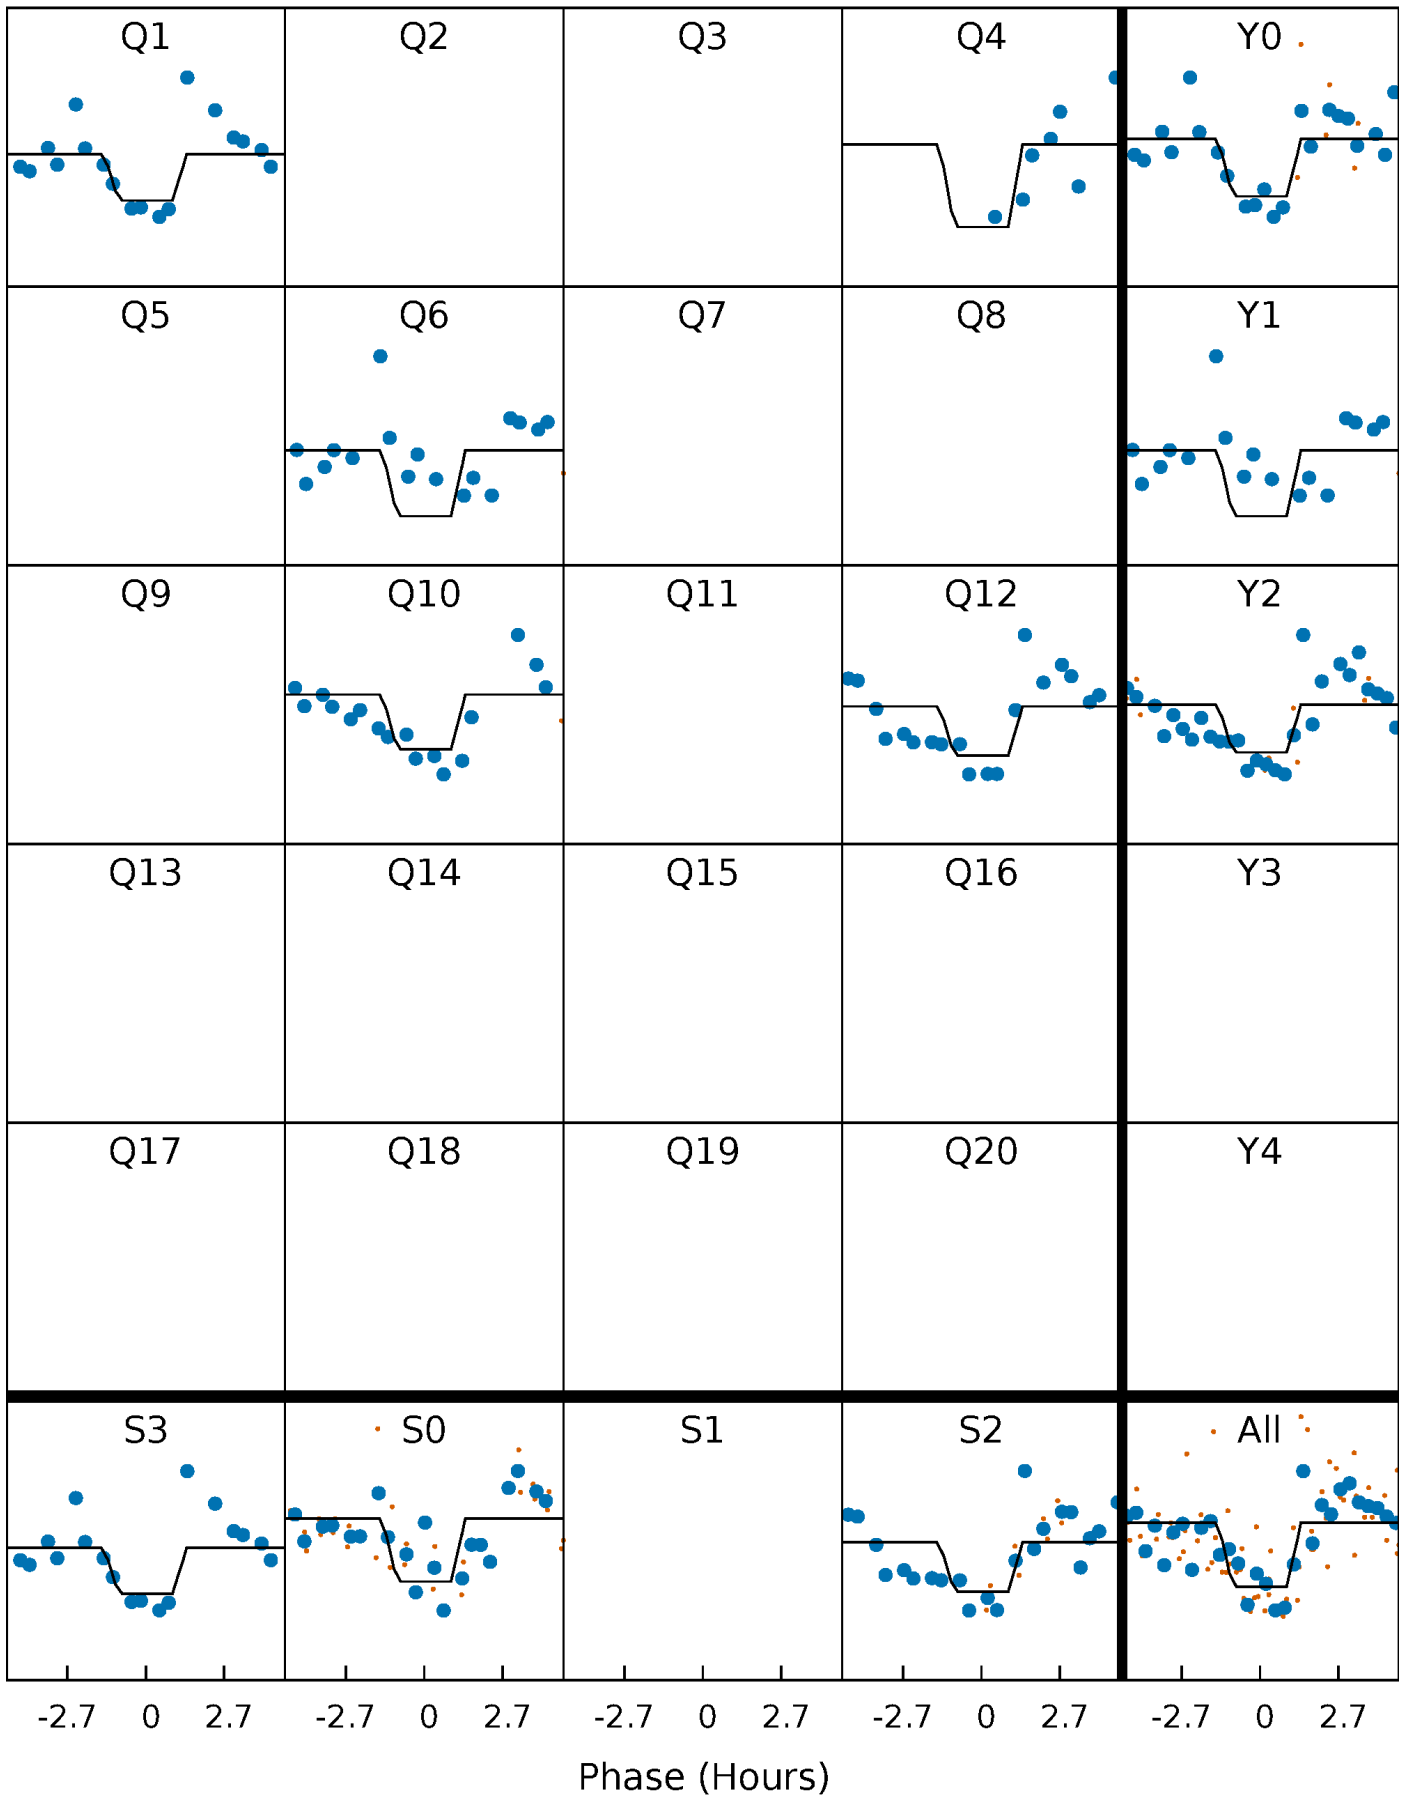 Q1 Q2 Q3 Q4 Y0
Q5 Q6 Q7 Q8 Y1
Q9 Q10 Q11 Q12 Y2
Q13 Q14 Q15 Q16 Y3
Q17 Q18 Q19 Q20 Y4
S3 S0 S1 S2 All
-2.7 0 2.7 -2.7 0 2.7 -2.7 0 2.7 -2.7 0 2.7 -2.7 0 2.7
Phase (Hours)